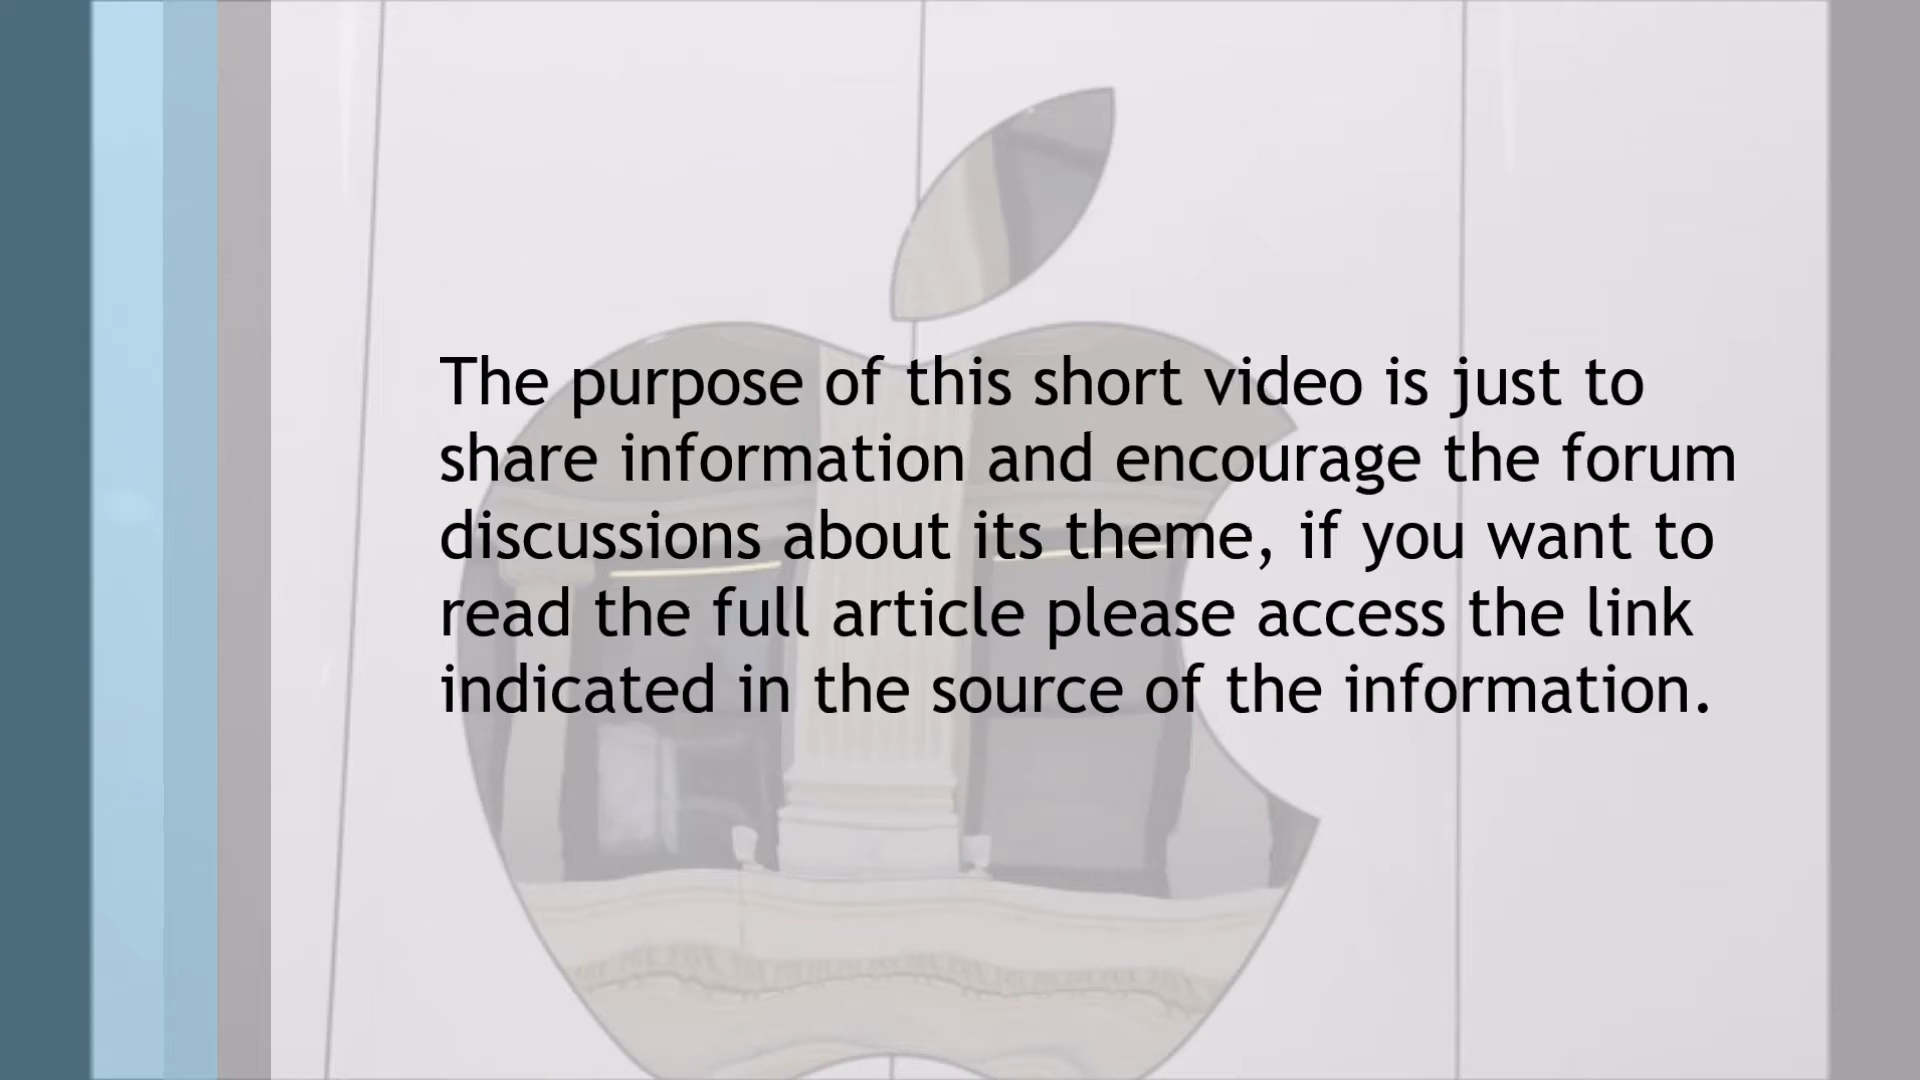 The purpose of this short video is just to
share information and encourage the forum
discussions about its theme, if you want to
read the full article please access the link
indicated in the source of the information.